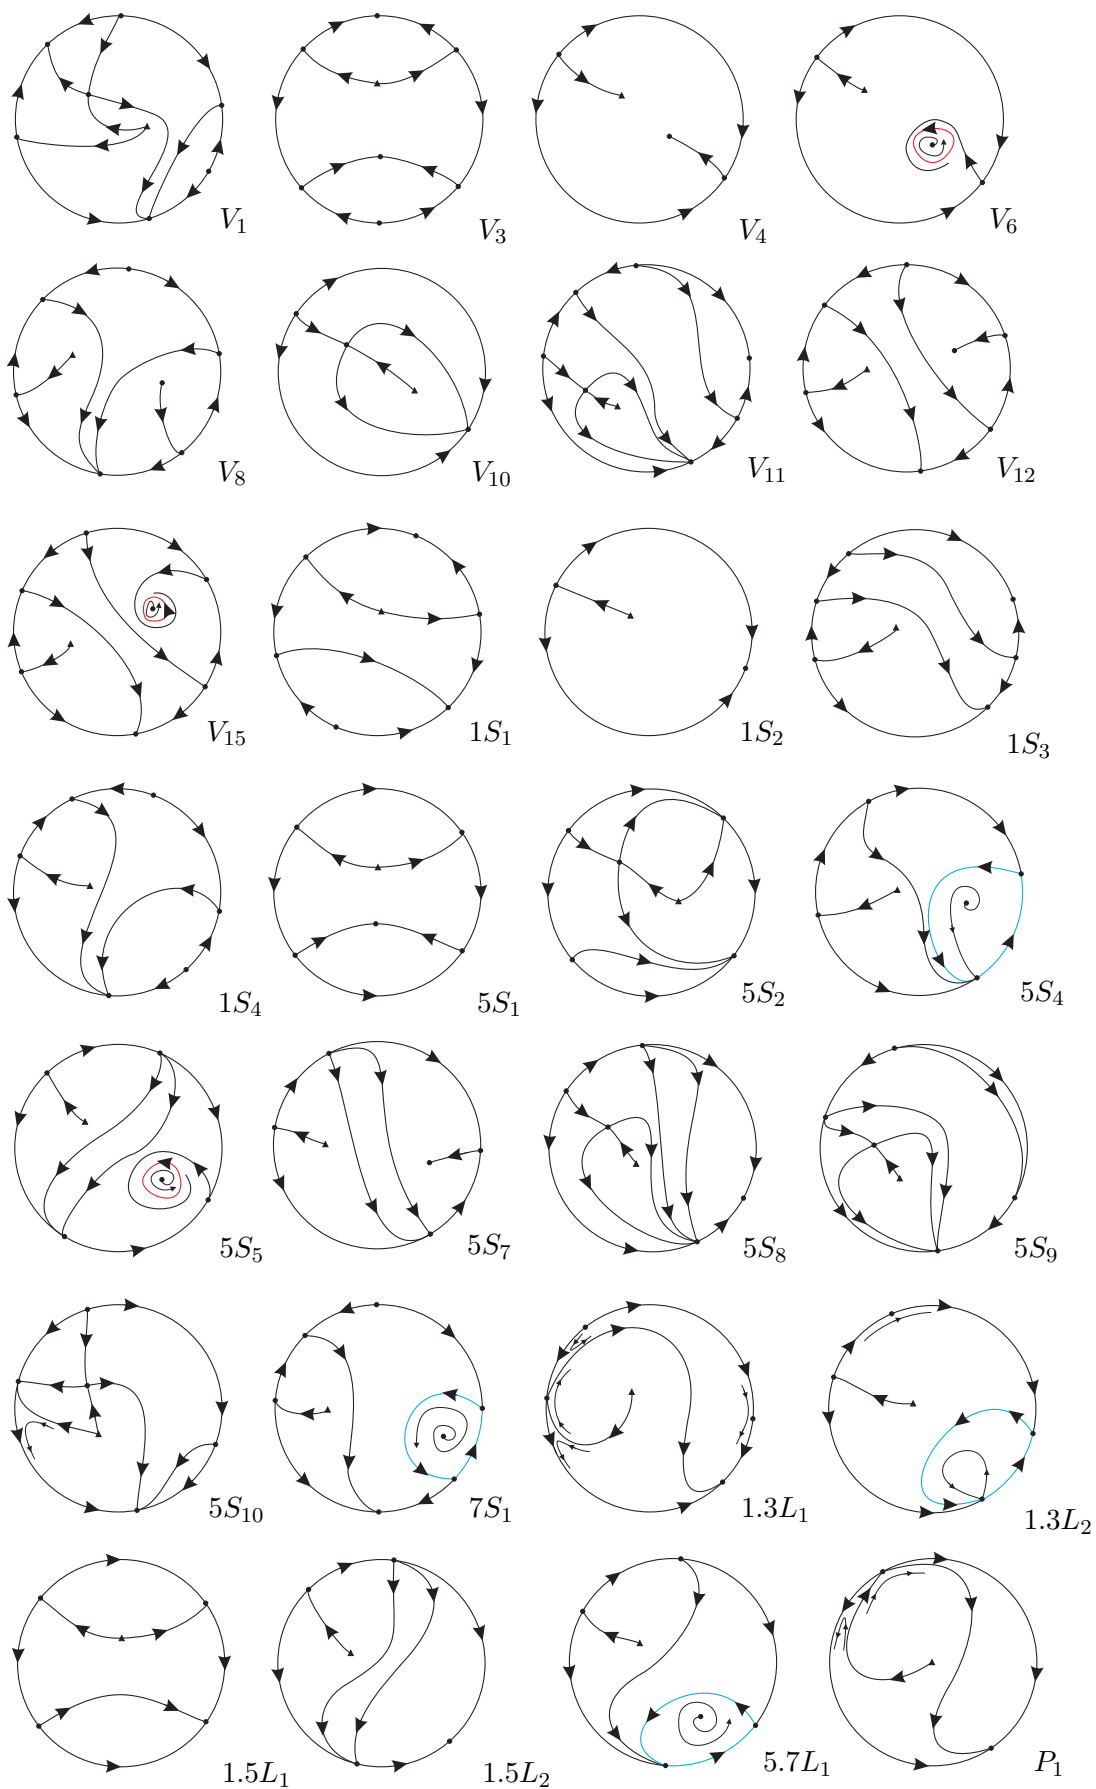 V₁ V₃ V₄ V₆
V₈ V₁₀ V₁₁ V₁₂
V₁₅ 1S₁ 1S₂ 1S₃
1S₄ 5S₁ 5S₂ 5S₄
5S₅ 5S₇ 5S₈ 5S₉
5S₁₀ 7S₁ 1.3L₁ 1.3L₂
1.5L₁ 1.5L₂ 5.7L₁ P₁